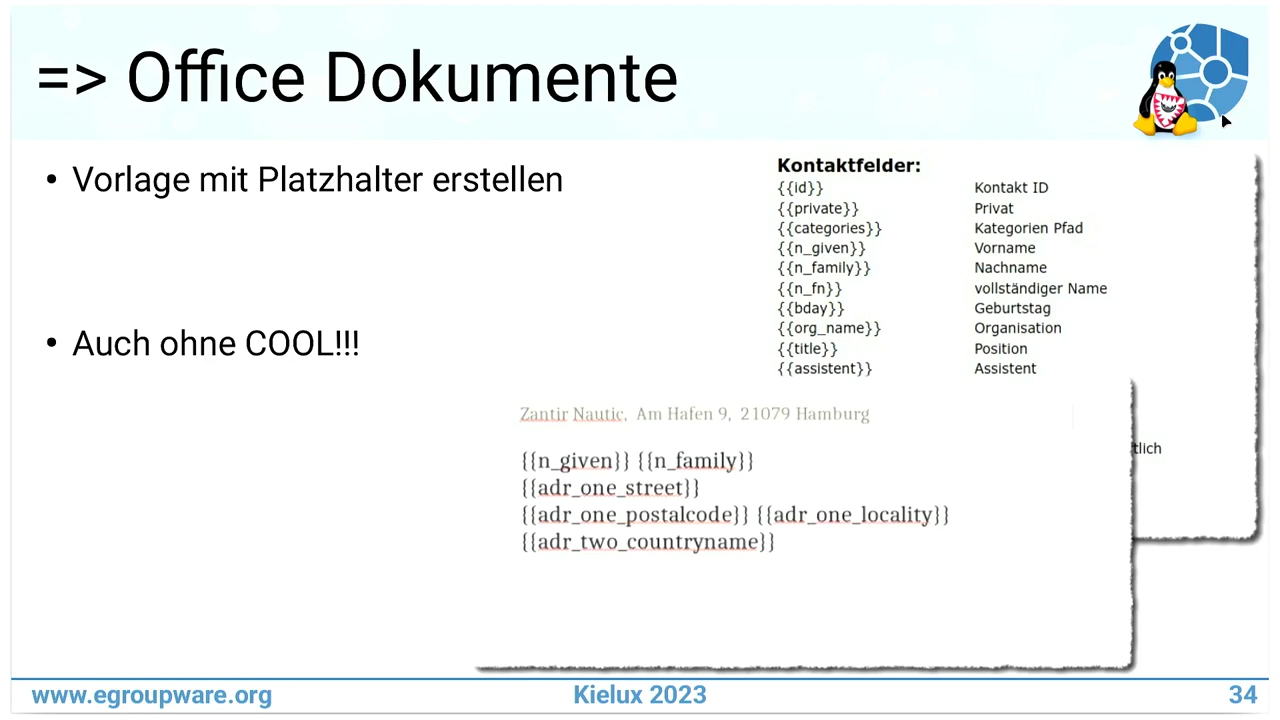 => Office Dokumente
• Vorlage mit Platzhalter erstellen
• Auch ohne COOL!!!
Kontaktfelder:
{{id}} Kontakt ID
{{private}} Privat
{{categories}} Kategorien Pfad
{{n_given}} Vorname
{{n_family}} Nachname
{{n_fn}} vollständiger Name
{{bday}} Geburtstag
{{org_name}} Organisation
{{title}} Position
{{assistent}} Assistent
tlich
Zantir Nautic, Am Hafen 9, 21079 Hamburg
{{n_given}} {{n_family}}
{{adr_one_street}}
{{adr_one_postalcode}} {{adr_one_locality}}
{{adr_two_countryname}}
www.egroupware.org Kielux 2023 34